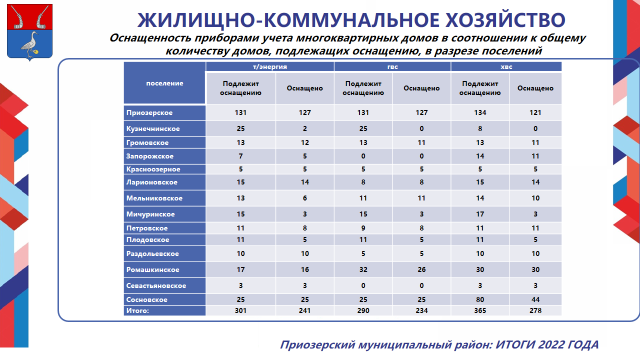 ЖИЛИЩНО-КОММУНАЛЬНОЕ ХОЗЯЙСТВО
Оснащенность приборами учета многоквартирных домов в соотношении к общему
количеству домов, подлежащих оснащению, в разрезе поселений
поселение т/энергия гвс хвс
Подлежит оснащению Оснащено Подлежит оснащению Оснащено Подлежит оснащению Оснащено
Приозерское 131 127 131 127 134 121
Кузнечнинское 25 2 25 0 8 0
Громовское 13 12 13 11 13 11
Запорожское 7 5 0 0 14 11
Красноозерное 5 5 5 5 5 5
Ларионовское 15 14 8 8 15 14
Мельниковское 13 6 11 11 14 10
Мичуринское 15 3 15 3 17 3
Петровское 11 8 9 8 11 11
Плодовское 11 5 11 5 11 5
Раздольевское 10 10 5 5 10 10
Ромашкинское 17 16 32 26 30 30
Севастьяновское 3 3 0 0 3 3
Сосновское 25 25 25 25 80 44
Итого: 301 241 290 234 365 278
Приозерский муниципальный район: ИТОГИ 2022 ГОДА